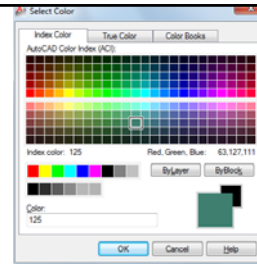 Select Color
Index Color True Color Color Books
AutoCAD Color Index (ACI):
Index color: 125 Red, Green, Blue: 63,127,111
ByLayer ByBlock
Color:
125
OK Cancel Help